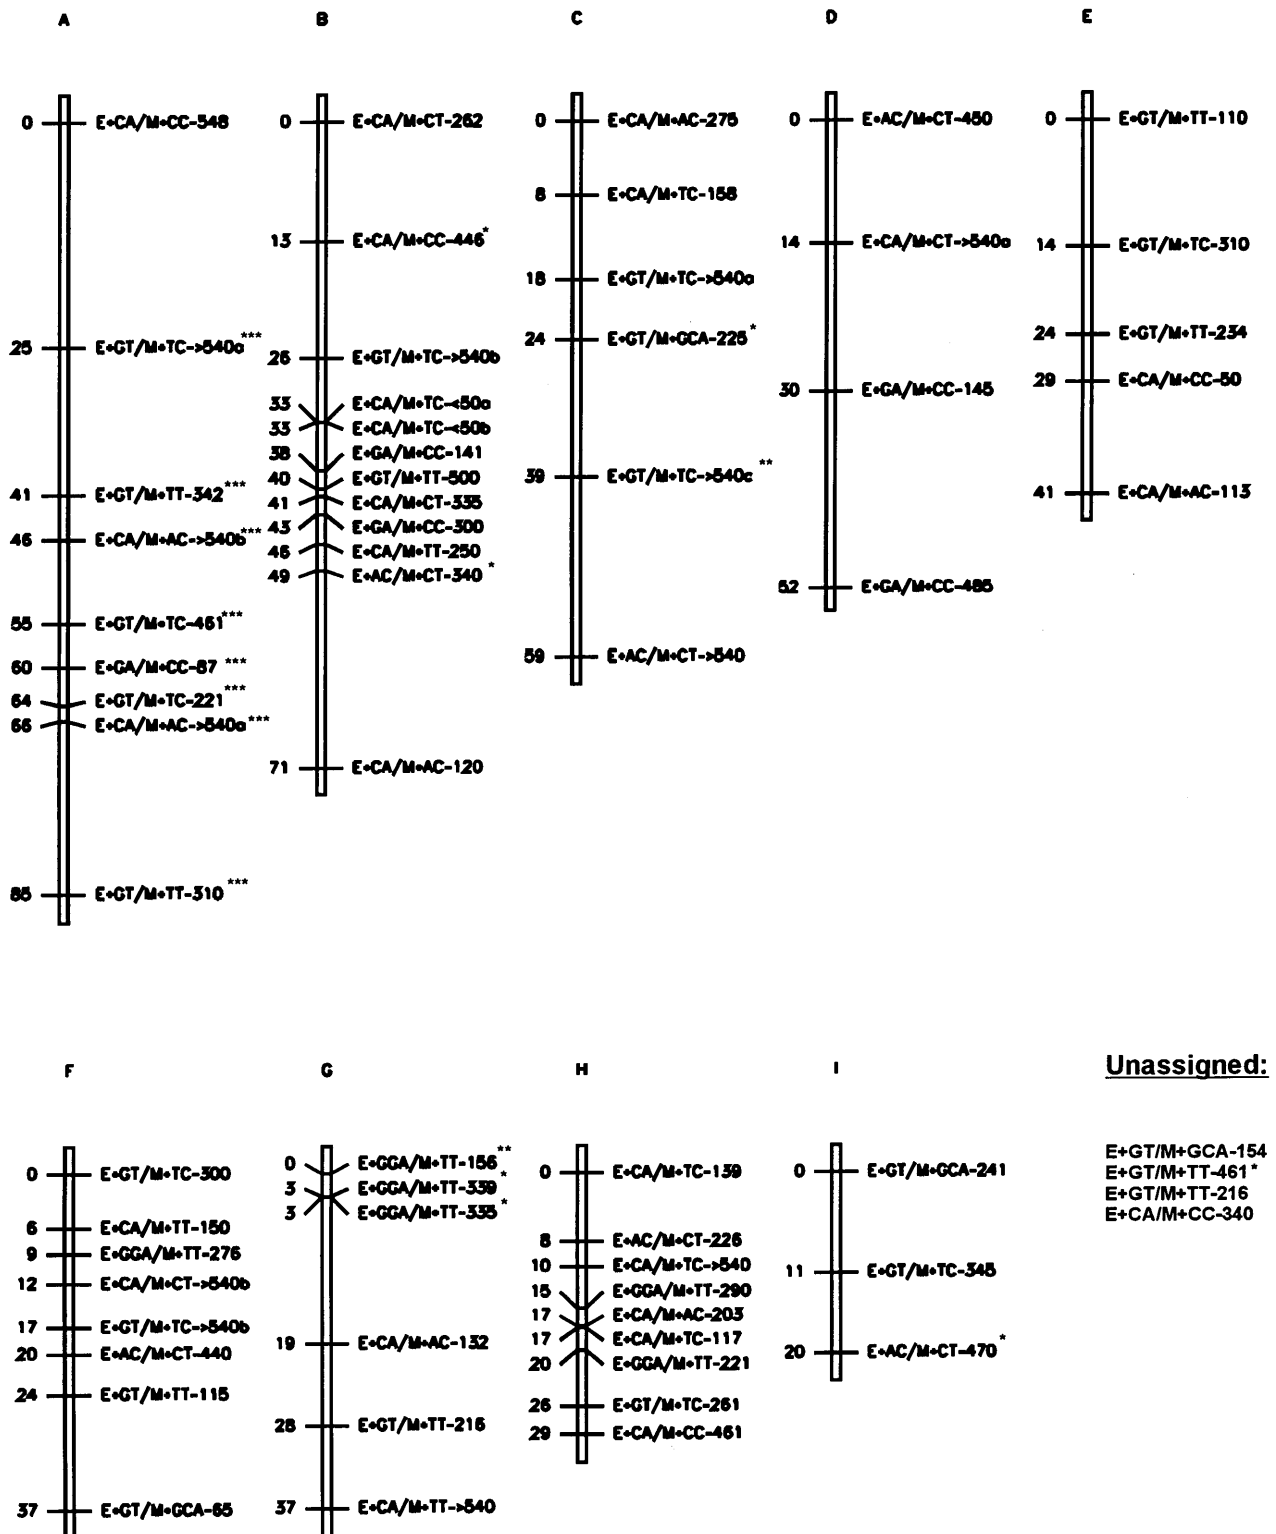 A
0 E+CA/M+CC-548
25 E+GT/M+TC->540a***
41 E+GT/M+TT-342***
46 E+CA/M+AC->540b***
55 E+GT/M+TC-461***
60 E+GA/M+CC-87 ***
64 E+GT/M+TC-221***
66 E+CA/M+AC->540a***
85 E+GT/M+TT-310***
B
0 E+CA/M+CT-262
13 E+CA/M+CC-446*
26 E+GT/M+TC->540b
33 E+CA/M+TC-<50a
33 E+CA/M+TC-<50b
38 E+GA/M+CC-141
40 E+GT/M+TT-500
41 E+CA/M+CT-335
43 E+GA/M+CC-300
46 E+CA/M+TT-250
49 E+AC/M+CT-340 *
71 E+CA/M+AC-120
C
0 E+CA/M+AC-275
8 E+CA/M+TC-158
18 E+GT/M+TC->540a
24 E+GT/M+GCA-225*
39 E+GT/M+TC->540c **
59 E+AC/M+CT->540
D
0 E+AC/M+CT-450
14 E+CA/M+CT->540a
30 E+GA/M+CC-145
52 E+GA/M+CC-485
E
0 E+GT/M+TT-110
14 E+GT/M+TC-310
24 E+GT/M+TT-234
29 E+CA/M+CC-50
41 E+CA/M+AC-113
F
0 E+GT/M+TC-300
6 E+CA/M+TT-150
9 E+GGA/M+TT-276
12 E+CA/M+CT->540b
17 E+GT/M+TC->540b
20 E+AC/M+CT-440
24 E+GT/M+TT-115
37 E+GT/M+GCA-65
G
0 E+GGA/M+TT-156**
3 E+GGA/M+TT-339*
3 E+GGA/M+TT-335*
19 E+CA/M+AC-132
28 E+GT/M+TT-216
37 E+CA/M+TT->540
H
0 E+CA/M+TC-139
8 E+AC/M+CT-226
10 E+CA/M+TC->540
15 E+GGA/M+TT-290
17 E+CA/M+AC-203
17 E+CA/M+TC-117
20 E+GGA/M+TT-221
26 E+GT/M+TC-261
29 E+CA/M+CC-461
I
0 E+GT/M+GCA-241
11 E+GT/M+TC-345
20 E+AC/M+CT-470*
Unassigned:
E+GT/M+GCA-154
E+GT/M+TT-461*
E+GT/M+TT-216
E+CA/M+CC-340